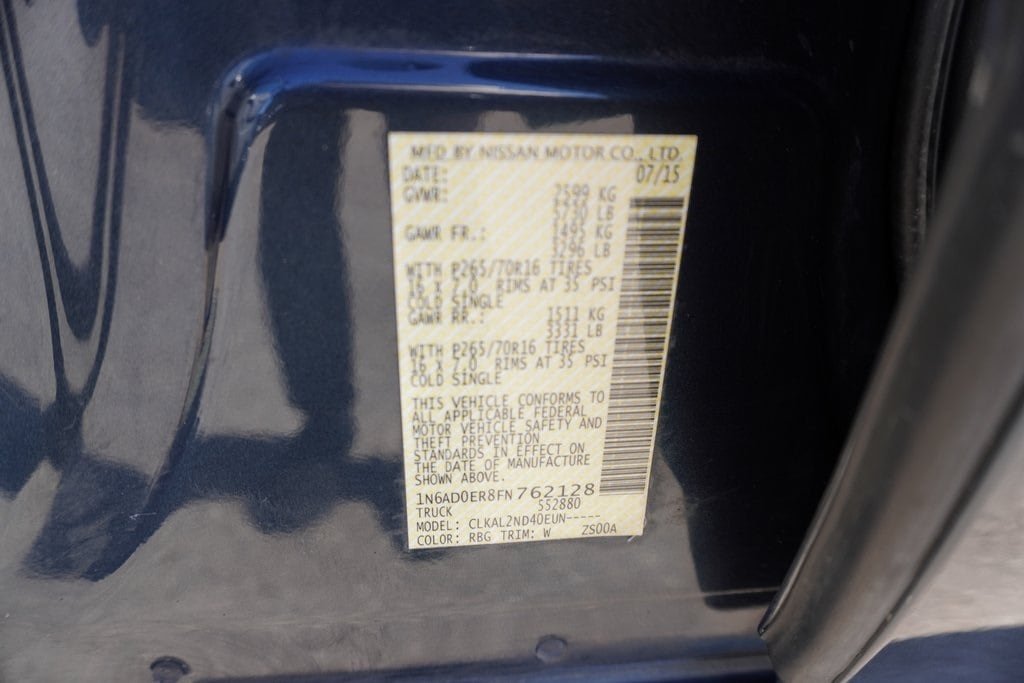 MFD BY NISSAN MOTOR CO., LTD.
DATE: 07/15
GVWR: 2599 KG
5730 LB
GAWR FR.: 1495 KG
3296 LB
WITH P265/70R16 TIRES
16 X 7.0 RIMS AT 35 PSI
COLD SINGLE
GAWR RR.: 1511 KG
3331 LB
WITH P265/70R16 TIRES
16 X 7.0 RIMS AT 35 PSI
COLD SINGLE
THIS VEHICLE CONFORMS TO
ALL APPLICABLE FEDERAL
MOTOR VEHICLE SAFETY AND
THEFT PREVENTION
STANDARDS IN EFFECT ON
THE DATE OF MANUFACTURE
SHOWN ABOVE.
1N6AD0ER8FN762128
TRUCK 552880
MODEL: CLKAL2ND40EUN-----
COLOR: RBG TRIM: W ZS00A